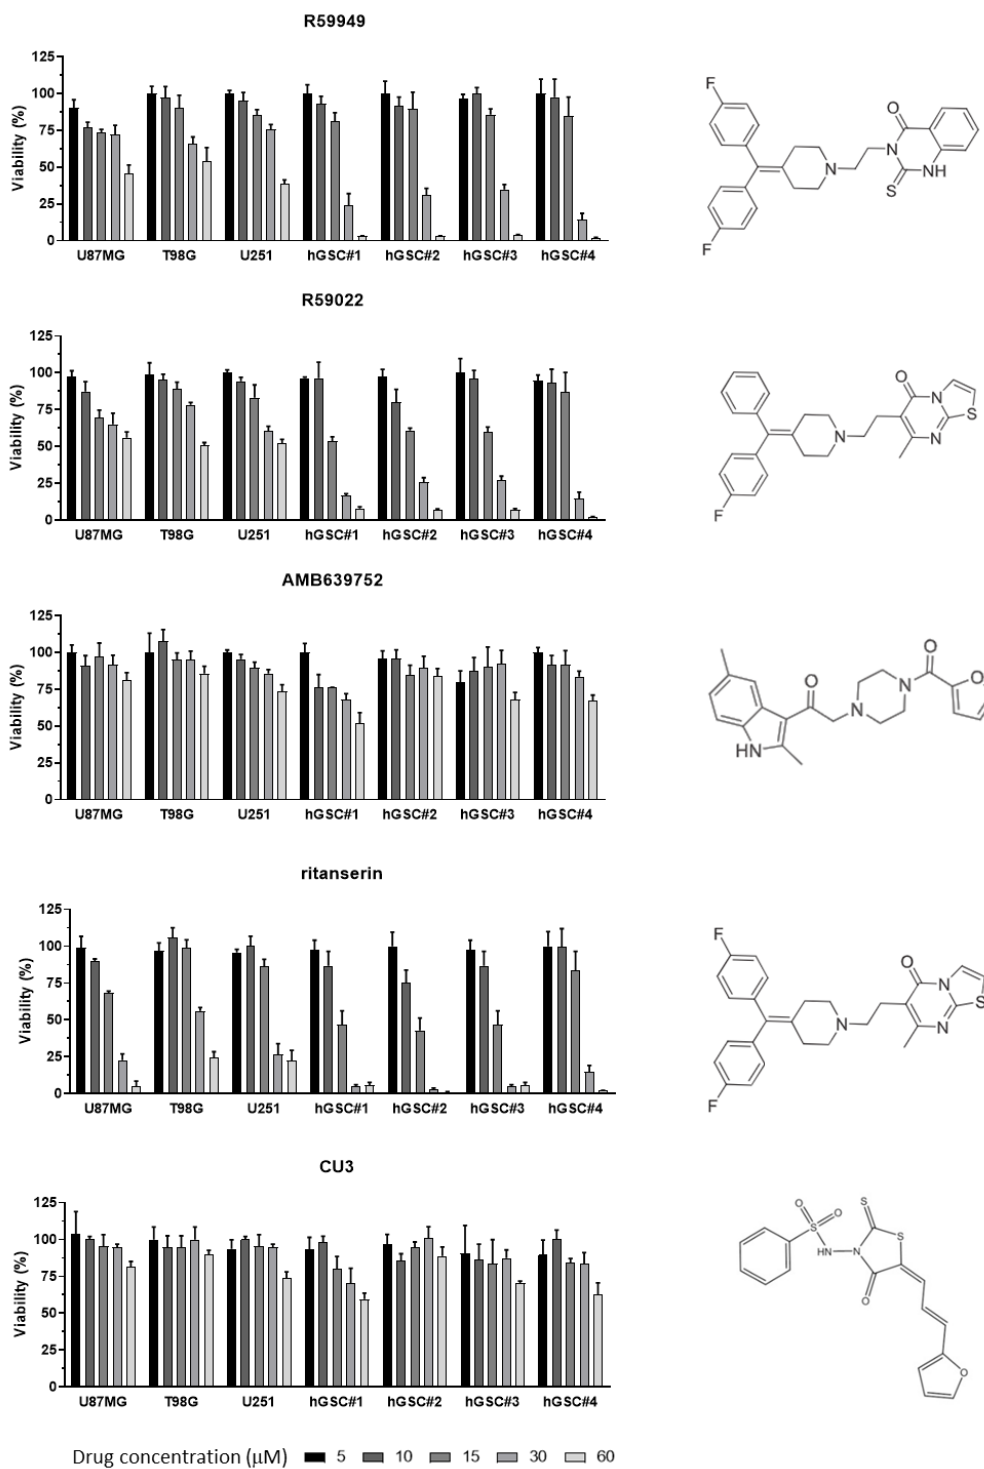 R59949
125
100
75
50
25
0
Viability (%)
U87MG T98G U251 hGSC#1 hGSC#2 hGSC#3 hGSC#4
F
F
N
O
N
S
NH
R59022
125
100
75
50
25
0
Viability (%)
U87MG T98G U251 hGSC#1 hGSC#2 hGSC#3 hGSC#4
F
N
O
N
S
N
AMB639752
125
100
75
50
25
0
Viability (%)
U87MG T98G U251 hGSC#1 hGSC#2 hGSC#3 hGSC#4
HN
O
N
N
O
O
ritanserin
125
100
75
50
25
0
Viability (%)
U87MG T98G U251 hGSC#1 hGSC#2 hGSC#3 hGSC#4
F
F
N
O
N
S
N
CU3
125
100
75
50
25
0
Viability (%)
U87MG T98G U251 hGSC#1 hGSC#2 hGSC#3 hGSC#4
O
O
S
HN
N
S
S
O
O
Drug concentration (μM) 5 10 15 30 60